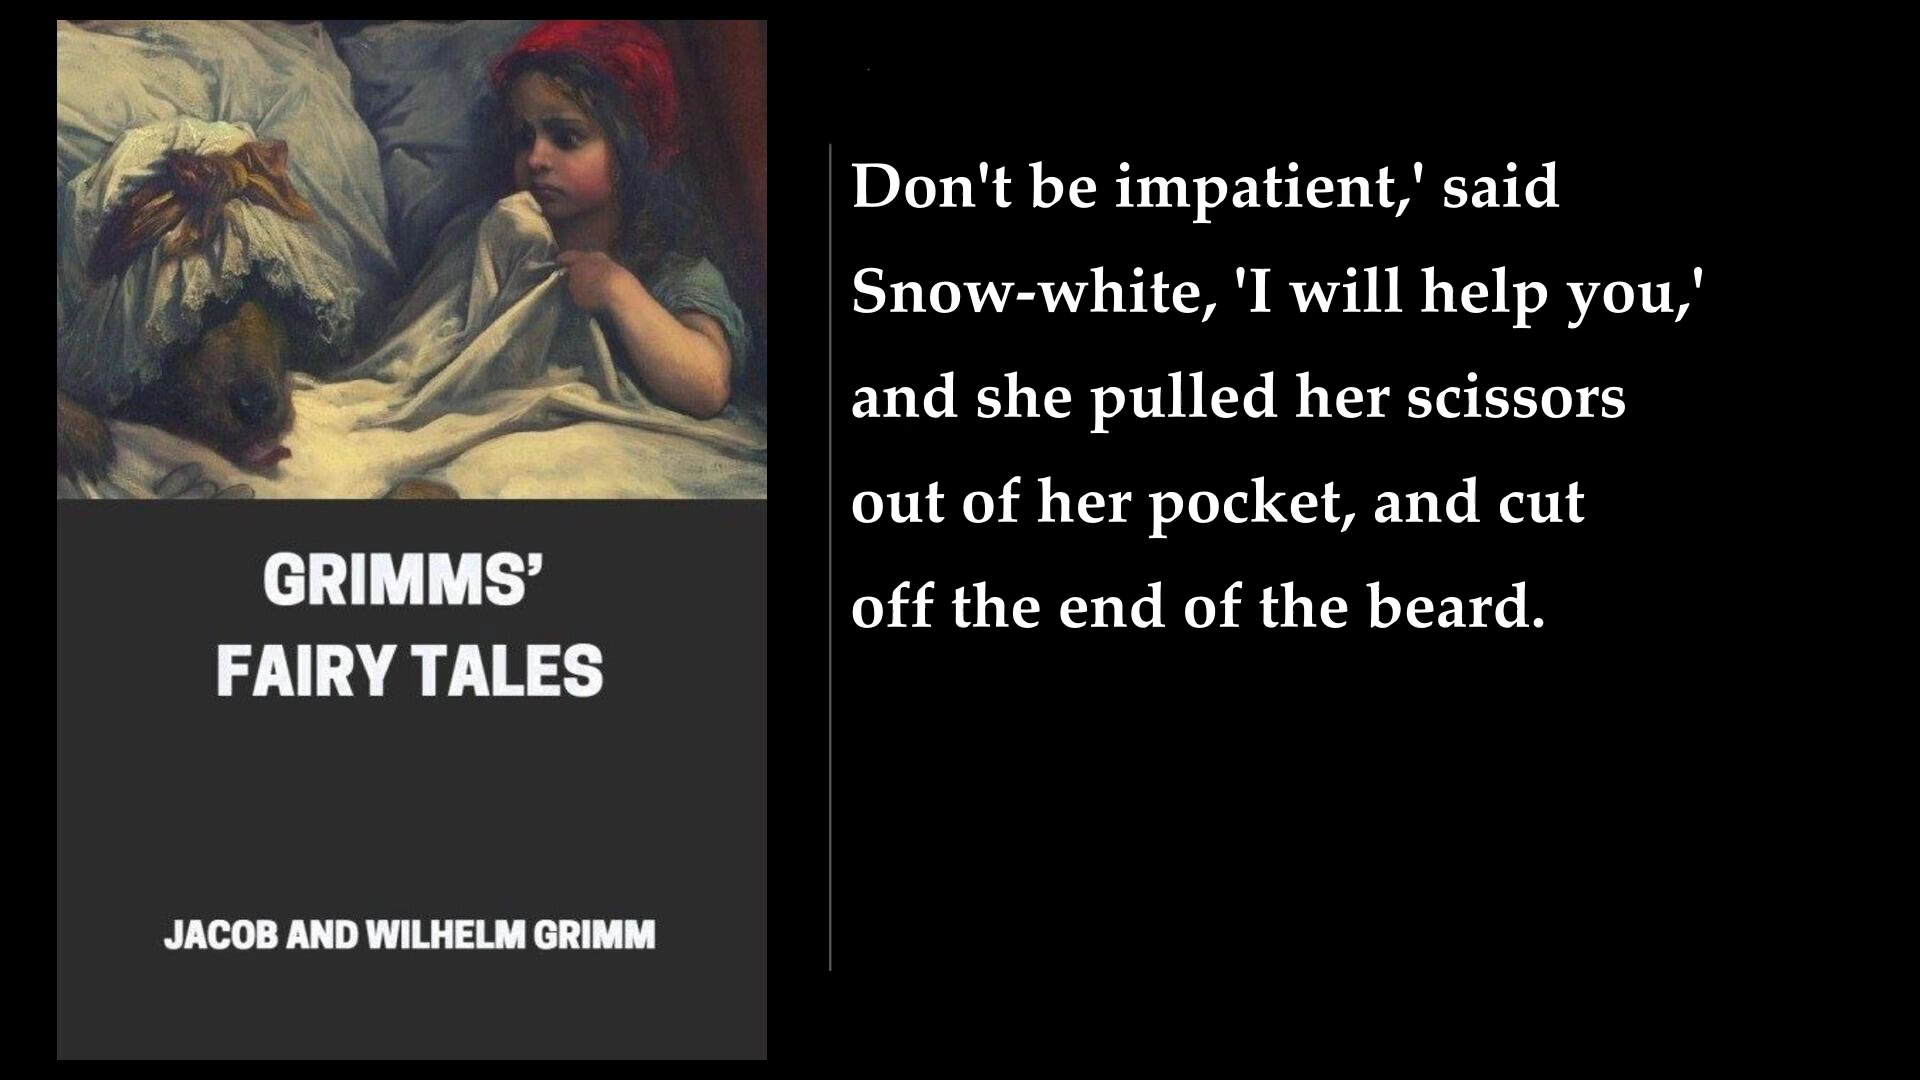 GRIMMS’
FAIRY TALES
JACOB AND WILHELM GRIMM
Don't be impatient,' said
Snow-white, 'I will help you,'
and she pulled her scissors
out of her pocket, and cut
off the end of the beard.